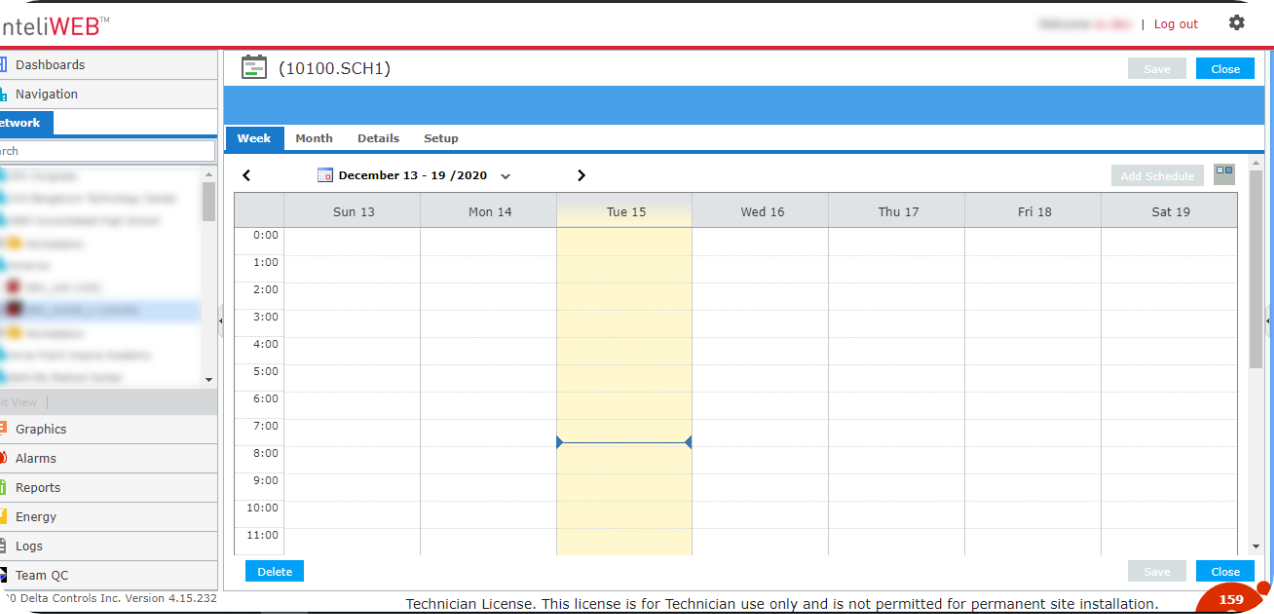 nteliWEB™
| Log out
Dashboards
(10100.SCH1)
Save
Close
Navigation
etwork
Week
Month
Details
Setup
rch
December 13 - 19 /2020
Add Schedule
Sun 13
Mon 14
Tue 15
Wed 16
Thu 17
Fri 18
Sat 19
0:00
1:00
2:00
3:00
4:00
5:00
6:00
7:00
8:00
9:00
10:00
11:00
it View |
Graphics
Alarms
Reports
Energy
Logs
Team QC
Delete
Save
Close
0 Delta Controls Inc. Version 4.15.232
Technician License. This license is for Technician use only and is not permitted for permanent site installation.
159